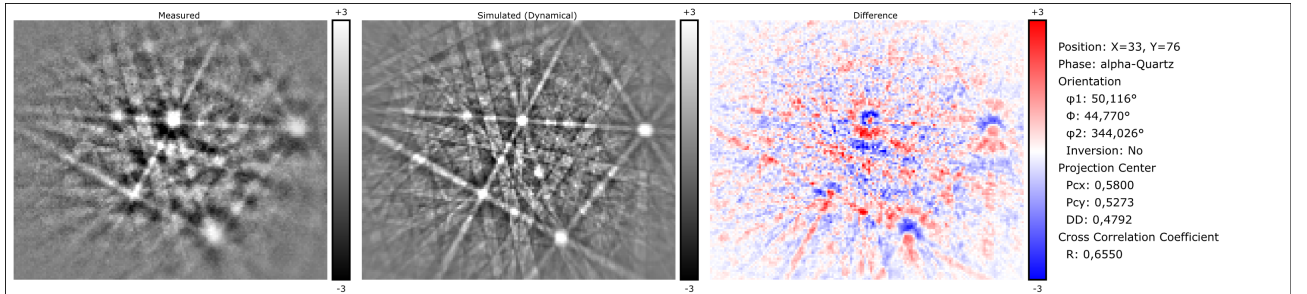 Measured
Simulated (Dynamical)
Difference
+3
+3
+3
-3
-3
-3
Position: X=33, Y=76
Phase: alpha-Quartz
Orientation
φ1: 50,116°
Φ: 44,770°
φ2: 344,026°
Inversion: No
Projection Center
Pcx: 0,5800
Pcy: 0,5273
DD: 0,4792
Cross Correlation Coefficient
R: 0,6550